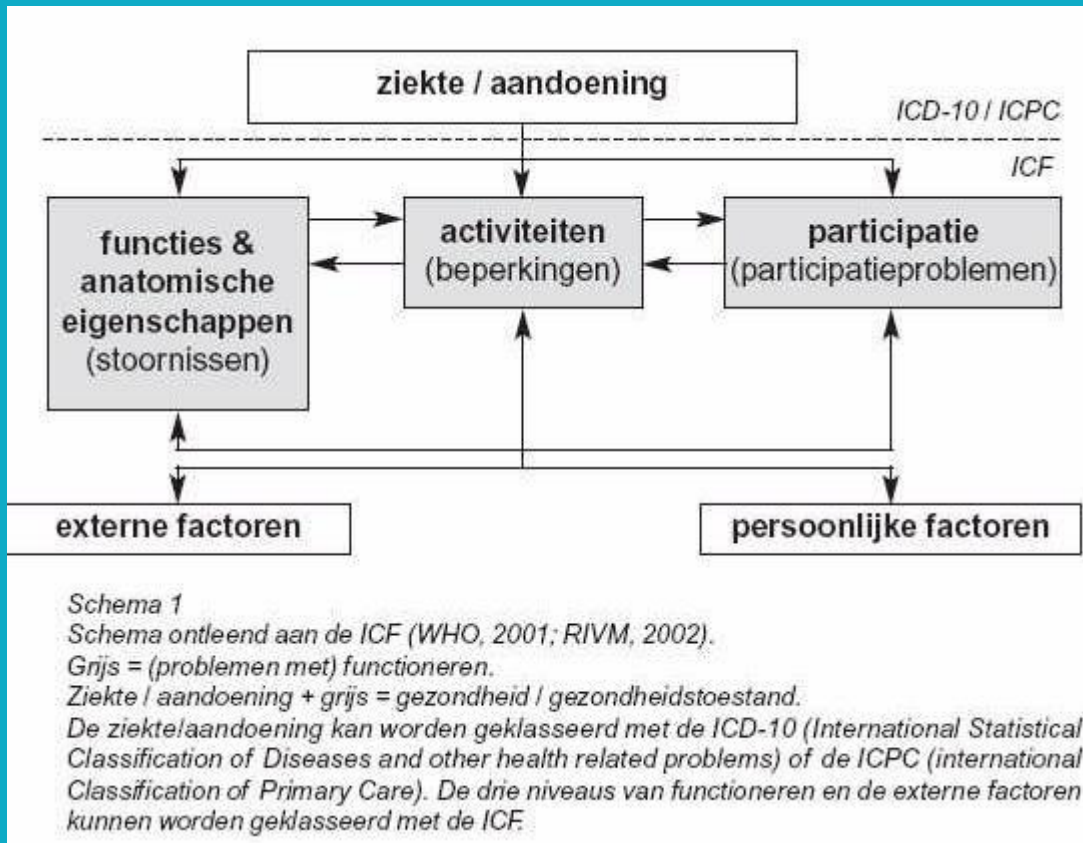 ziekte / aandoening
ICD-10 / ICPC
ICF
functies &
anatomische
eigenschappen
(stoornissen)
activiteiten
(beperkingen)
participatie
(participatieproblemen)
externe factoren
persoonlijke factoren
Schema 1
Schema ontleend aan de ICF (WHO, 2001; RIVM, 2002).
Grijs = (problemen met) functioneren.
Ziekte / aandoening + grijs = gezondheid / gezondheidstoestand.
De ziekte/aandoening kan worden geklasseerd met de ICD-10 (International Statistical
Classification of Diseases and other health related problems) of de ICPC (international
Classification of Primary Care). De drie niveaus van functioneren en de externe factoren
kunnen worden geklasseerd met de ICF.